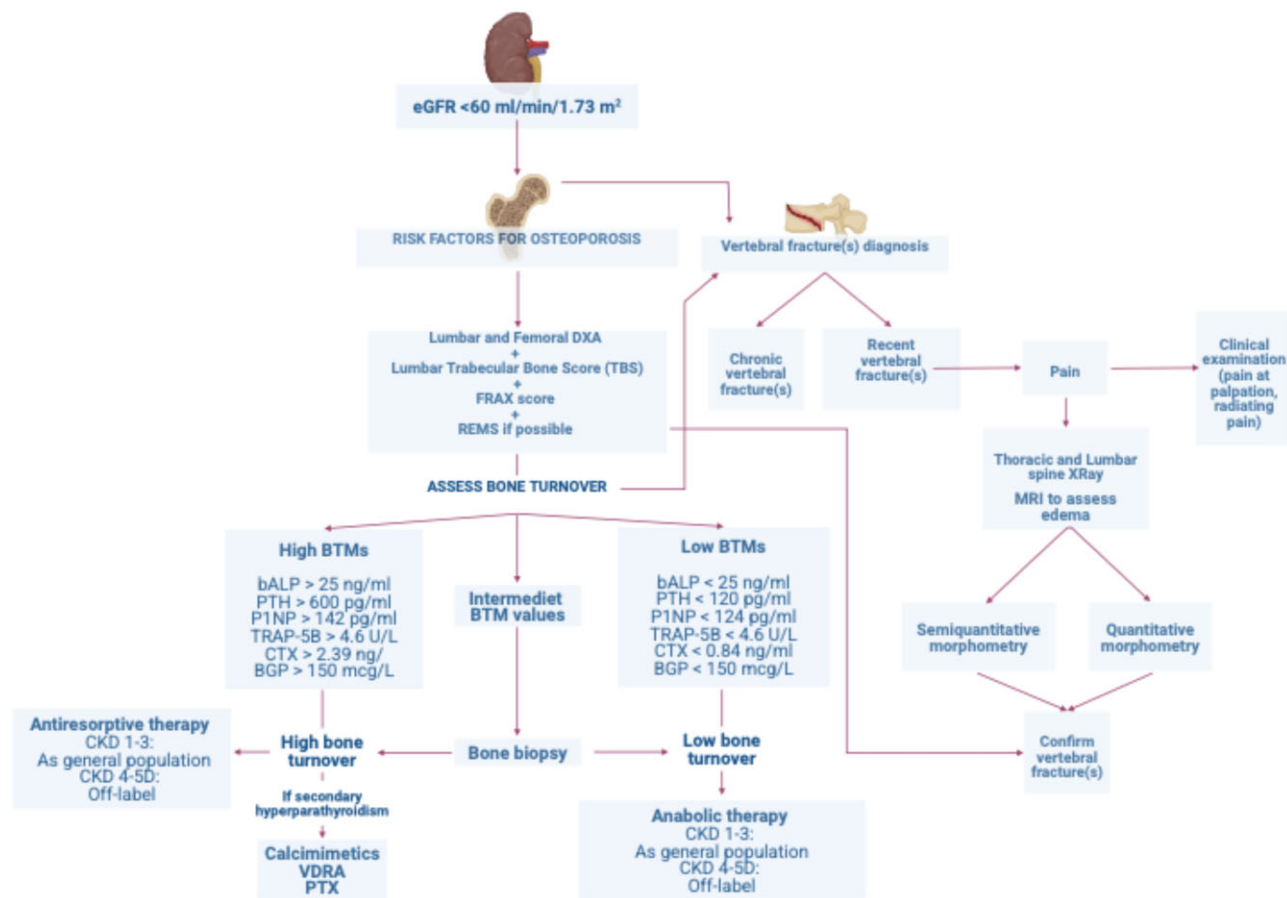 eGFR <60 ml/min/1.73 m²
RISK FACTORS FOR OSTEOPOROSIS
Vertebral fracture(s) diagnosis
Lumbar and Femoral DXA
+
Lumbar Trabecular Bone Score (TBS)
+
FRAX score
+
REMS if possible
Chronic
vertebral
fracture(s)
Recent
vertebral
fracture(s)
Pain
Clinical
examination
(pain at
palpation,
radiating
pain)
Thoracic and Lumbar
spine XRay
MRI to assess
edema
ASSESS BONE TURNOVER
High BTMs
bALP > 25 ng/ml
PTH > 600 pg/ml
P1NP > 142 pg/ml
TRAP-5B > 4.6 U/L
CTX > 2.39 ng/
BGP > 150 mcg/L
Intermediet
BTM values
Low BTMs
bALP < 25 ng/ml
PTH < 120 pg/ml
P1NP < 124 pg/ml
TRAP-5B < 4.6 U/L
CTX < 0.84 ng/ml
BGP < 150 mcg/L
Semiquantitative
morphometry
Quantitative
morphometry
Antiresorptive therapy
CKD 1-3:
As general population
CKD 4-5D:
Off-label
High bone
turnover
Bone biopsy
Low bone
turnover
Confirm
vertebral
fracture(s)
If secondary
hyperparathyroidism
Calcimimetics
VDRA
PTX
Anabolic therapy
CKD 1-3:
As general population
CKD 4-5D:
Off-label